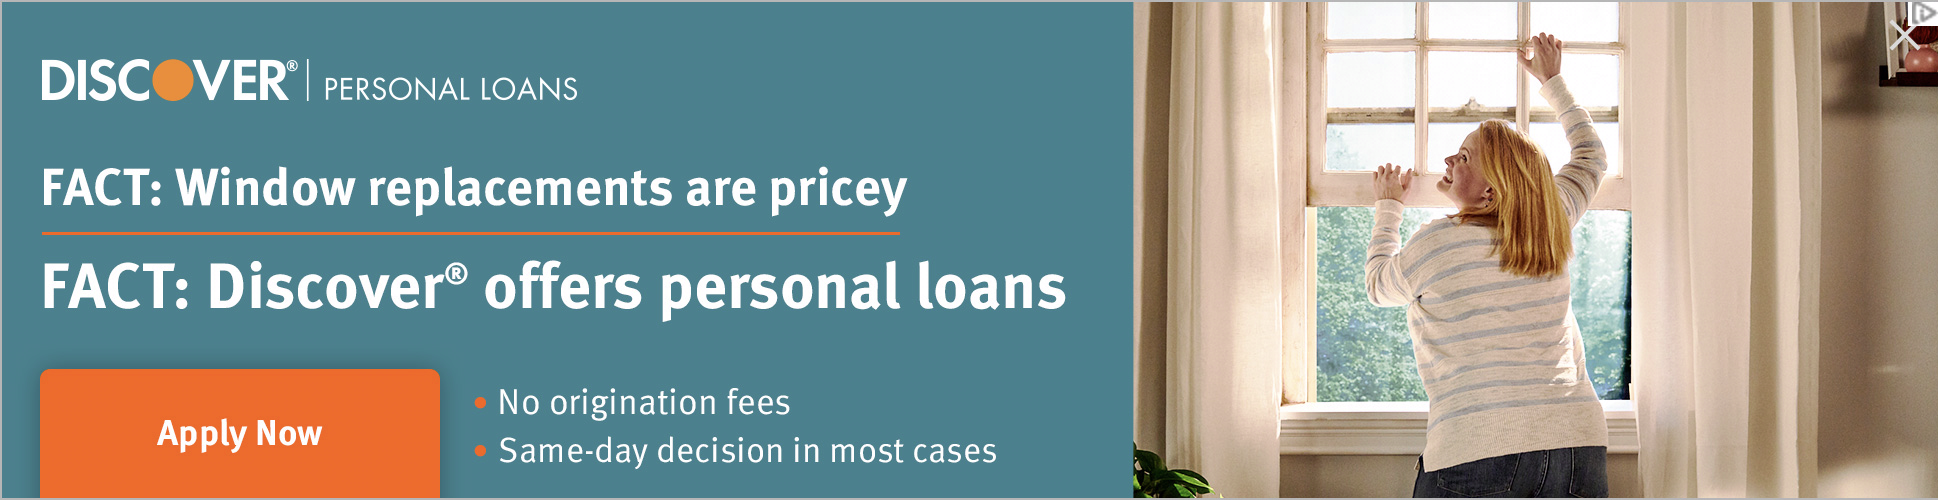 DISCOVER® | PERSONAL LOANS
FACT: Window replacements are pricey
FACT: Discover® offers personal loans
Apply Now
• No origination fees
• Same-day decision in most cases